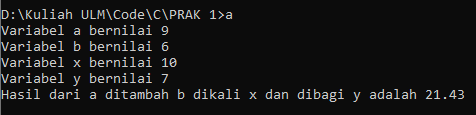 D:\Kuliah ULM\Code\C\PRAK 1>a
Variabel a bernilai 9
Variabel b bernilai 6
Variabel x bernilai 10
Variabel y bernilai 7
Hasil dari a ditambah b dikali x dan dibagi y adalah 21.43